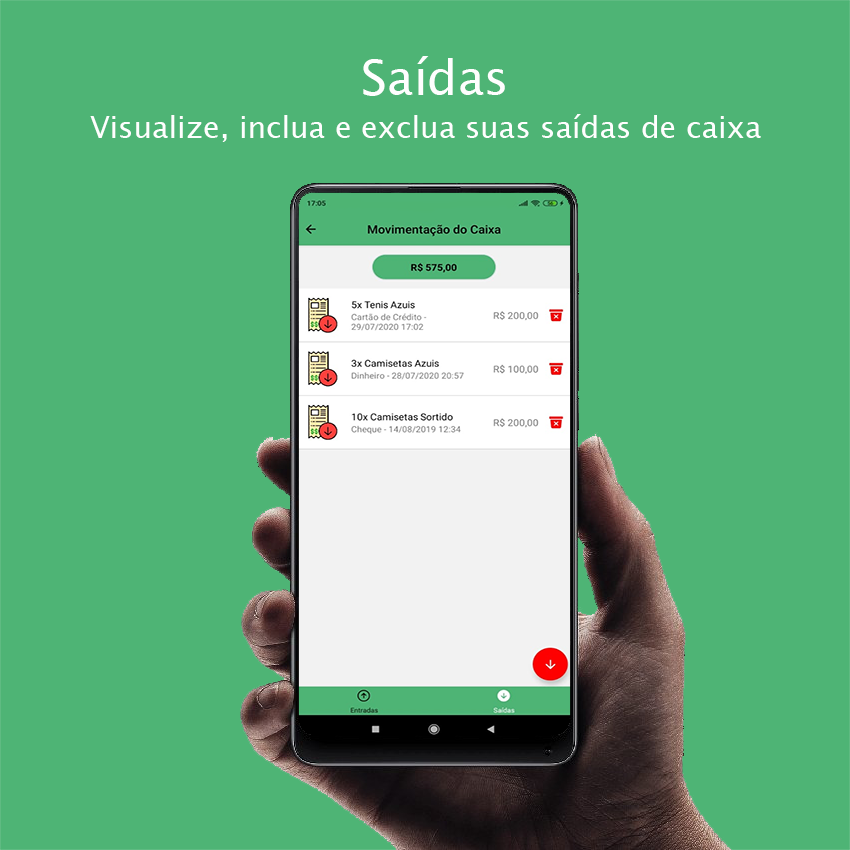 Saídas
Visualize, inclua e exclua suas saídas de caixa
17:05
Movimentação do Caixa
R$ 575,00
5x Tenis Azuis
Cartão de Crédito -
29/07/2020 17:02
R$ 200,00
3x Camisetas Azuis
Dinheiro - 28/07/2020 20:57
R$ 100,00
10x Camisetas Sortido
Cheque - 14/08/2019 12:34
R$ 200,00
Entradas
Saídas